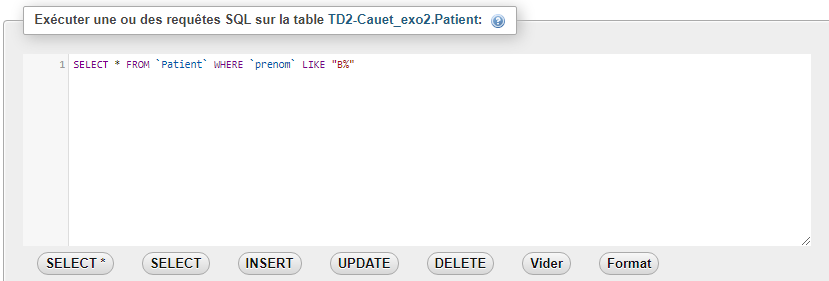 Exécuter une ou des requêtes SQL sur la table TD2-Cauet_exo2.Patient:
1 SELECT * FROM `Patient` WHERE `prenom` LIKE "B%"
SELECT * SELECT INSERT UPDATE DELETE Vider Format